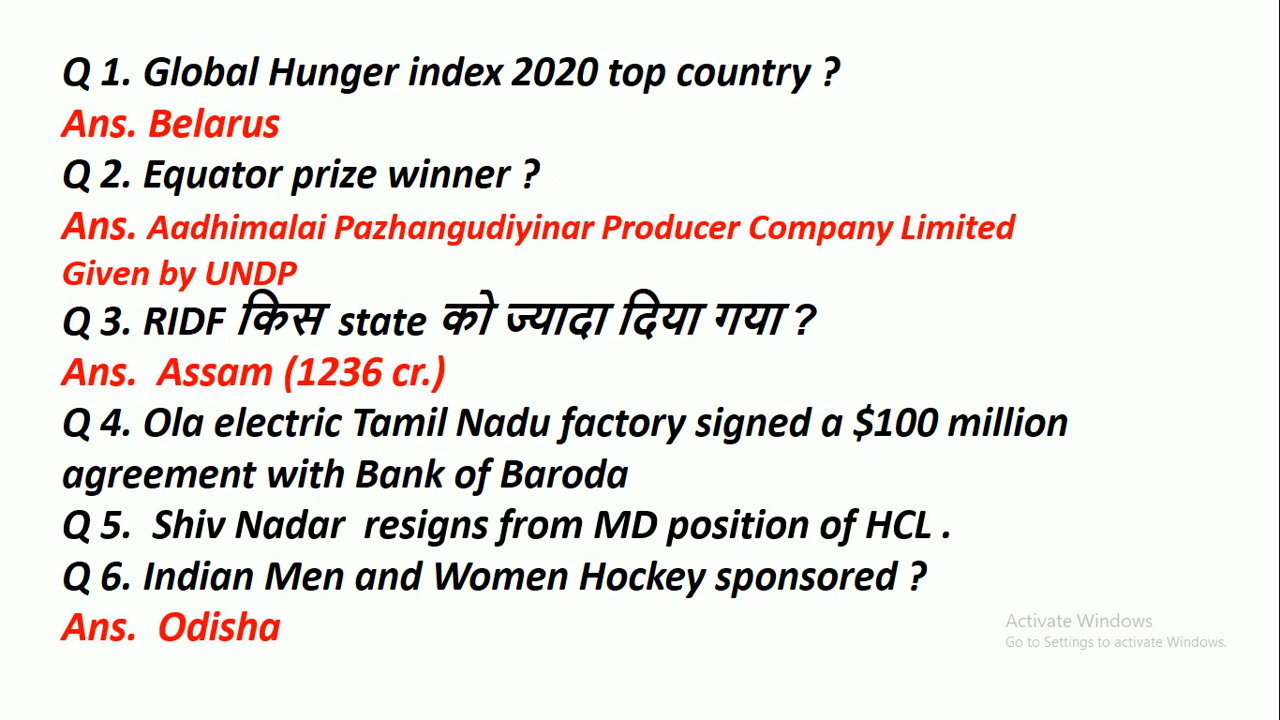 Q 1. Global Hunger index 2020 top country ?
Ans. Belarus
Q 2. Equator prize winner ?
Ans. Aadhimalai Pazhangudiyinar Producer Company Limited
Given by UNDP
Q 3. RIDF किस state को ज्यादा दिया गया ?
Ans. Assam (1236 cr.)
Q 4. Ola electric Tamil Nadu factory signed a $100 million
agreement with Bank of Baroda
Q 5. Shiv Nadar resigns from MD position of HCL .
Q 6. Indian Men and Women Hockey sponsored ?
Ans. Odisha
Activate Windows
Go to Settings to activate Windows.